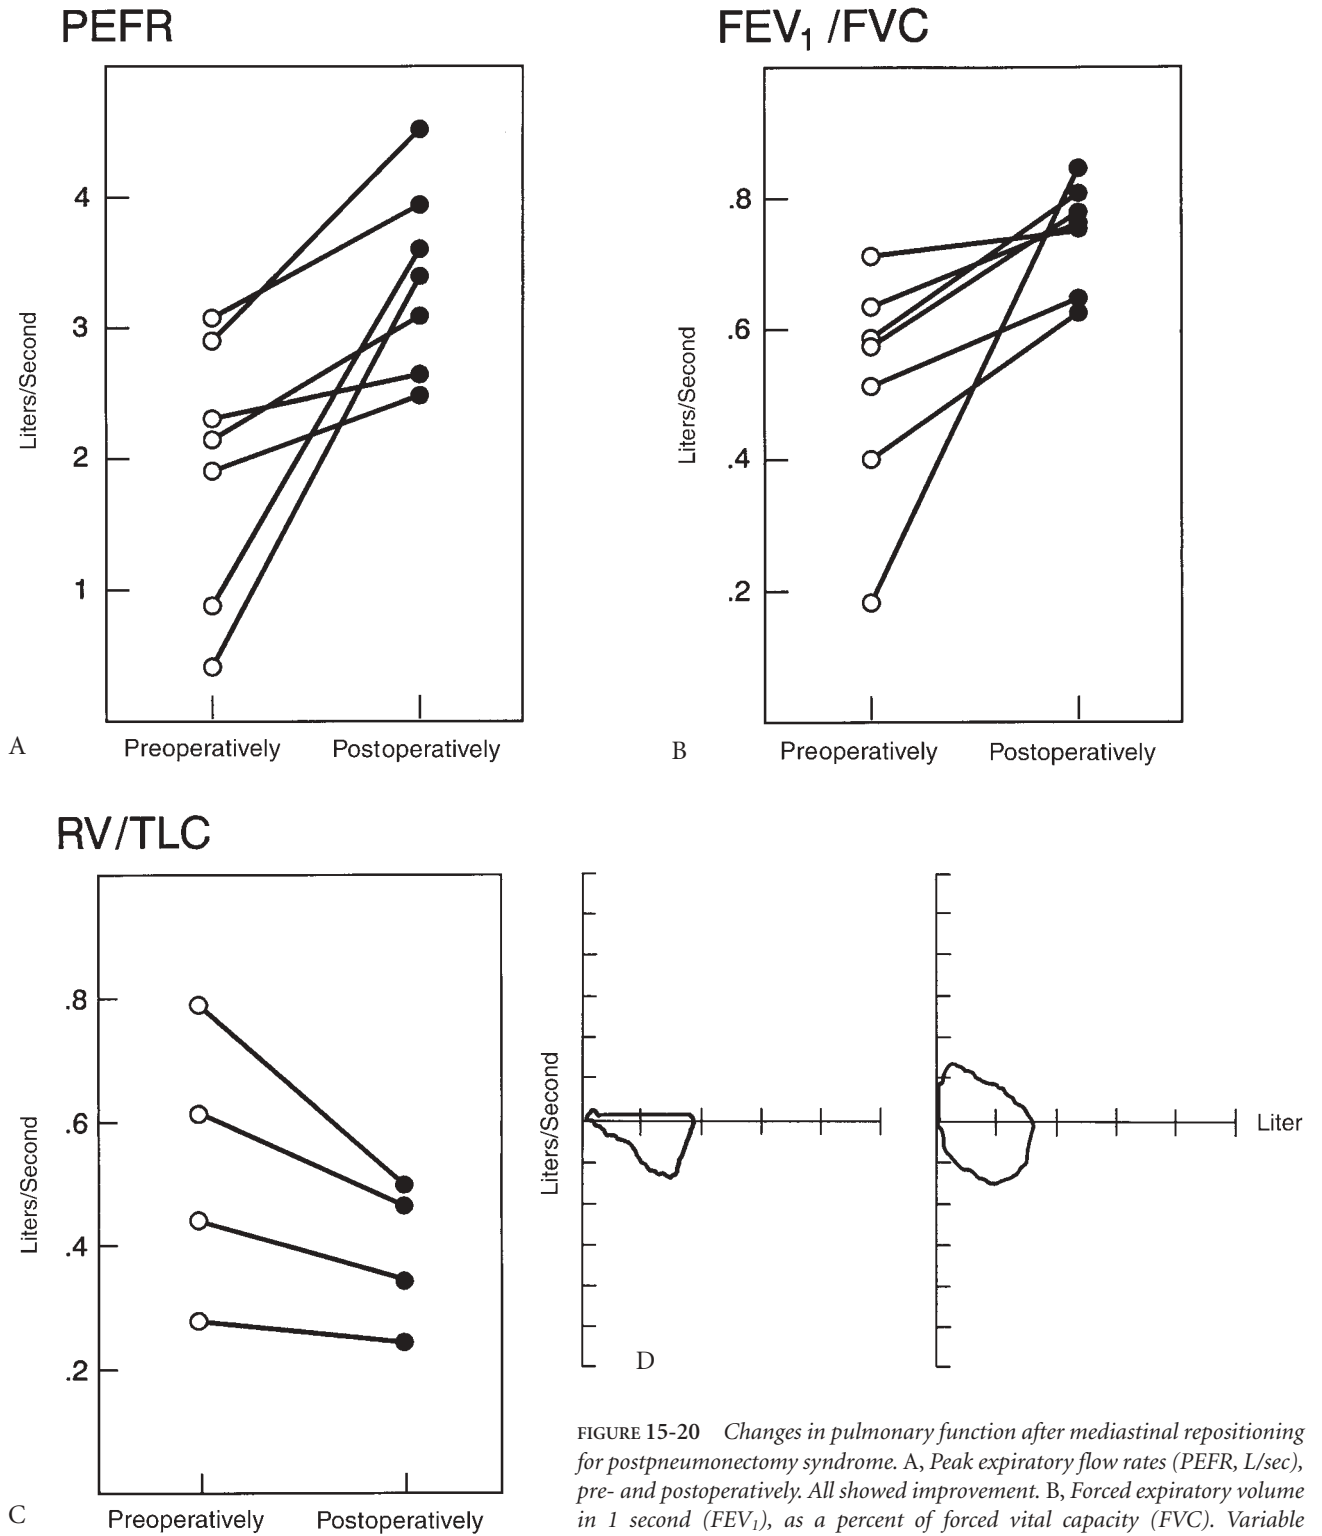 PEFR
4
3
2
1
Liters/Second
Preoperatively Postoperatively
A
FEV₁ /FVC
.8
.6
.4
.2
Liters/Second
Preoperatively Postoperatively
B
RV/TLC
.8
.6
.4
.2
Liters/Second
Preoperatively Postoperatively
C
Liters/Second
Liter
D
FIGURE 15-20 Changes in pulmonary function after mediastinal repositioning
for postpneumonectomy syndrome. A, Peak expiratory flow rates (PEFR, L/sec),
pre- and postoperatively. All showed improvement. B, Forced expiratory volume
in 1 second (FEV₁), as a percent of forced vital capacity (FVC). Variable